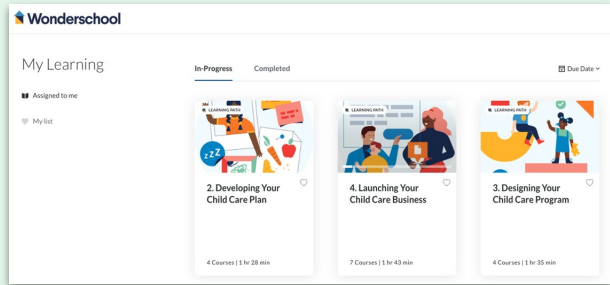 Wonderschool
My Learning
In-Progress
Completed
Due Date
Assigned to me
My list
LEARNING PATH
zZZ
2. Developing Your
Child Care Plan
4 Courses | 1 hr 28 min
LEARNING PATH
4. Launching Your
Child Care Business
7 Courses | 1 hr 43 min
LEARNING PATH
3. Designing Your
Child Care Program
4 Courses | 1 hr 35 min